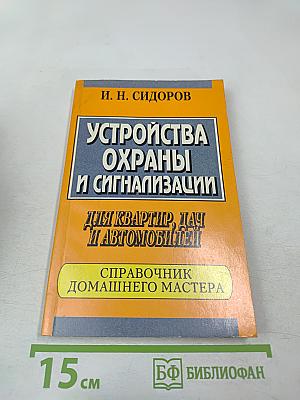 И. Н. СИДОРОВ
УСТРОЙСТВА
ОХРАНЫ
И СИГНАЛИЗАЦИИ
ДЛЯ КВАРТИР, ДАЧ
И АВТОМОБИЛЕЙ
СПРАВОЧНИК
ДОМАШНЕГО МАСТЕРА
15 см
БФ БИБЛИОФАН